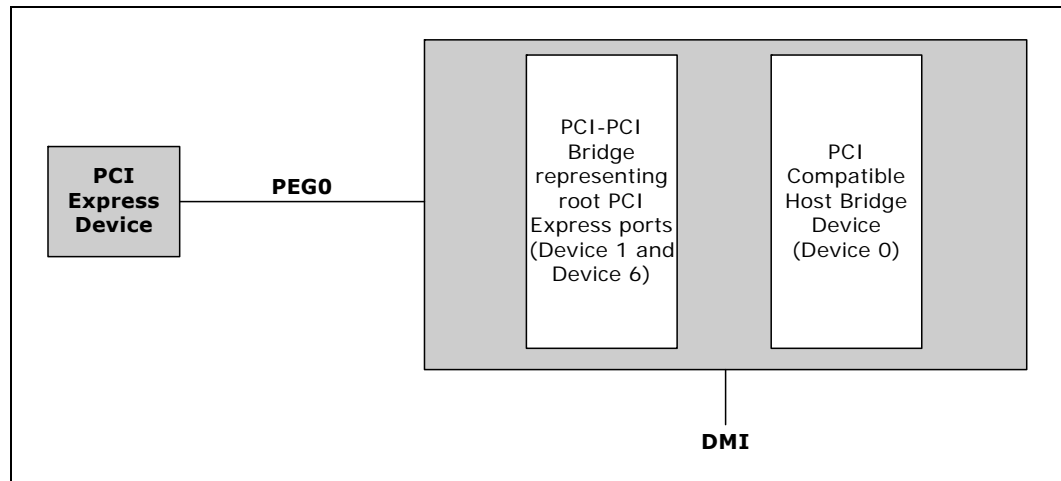 PCI
Express
Device
PEG0
PCI-PCI
Bridge
representing
root PCI
Express ports
(Device 1 and
Device 6)
PCI
Compatible
Host Bridge
Device
(Device 0)
DMI